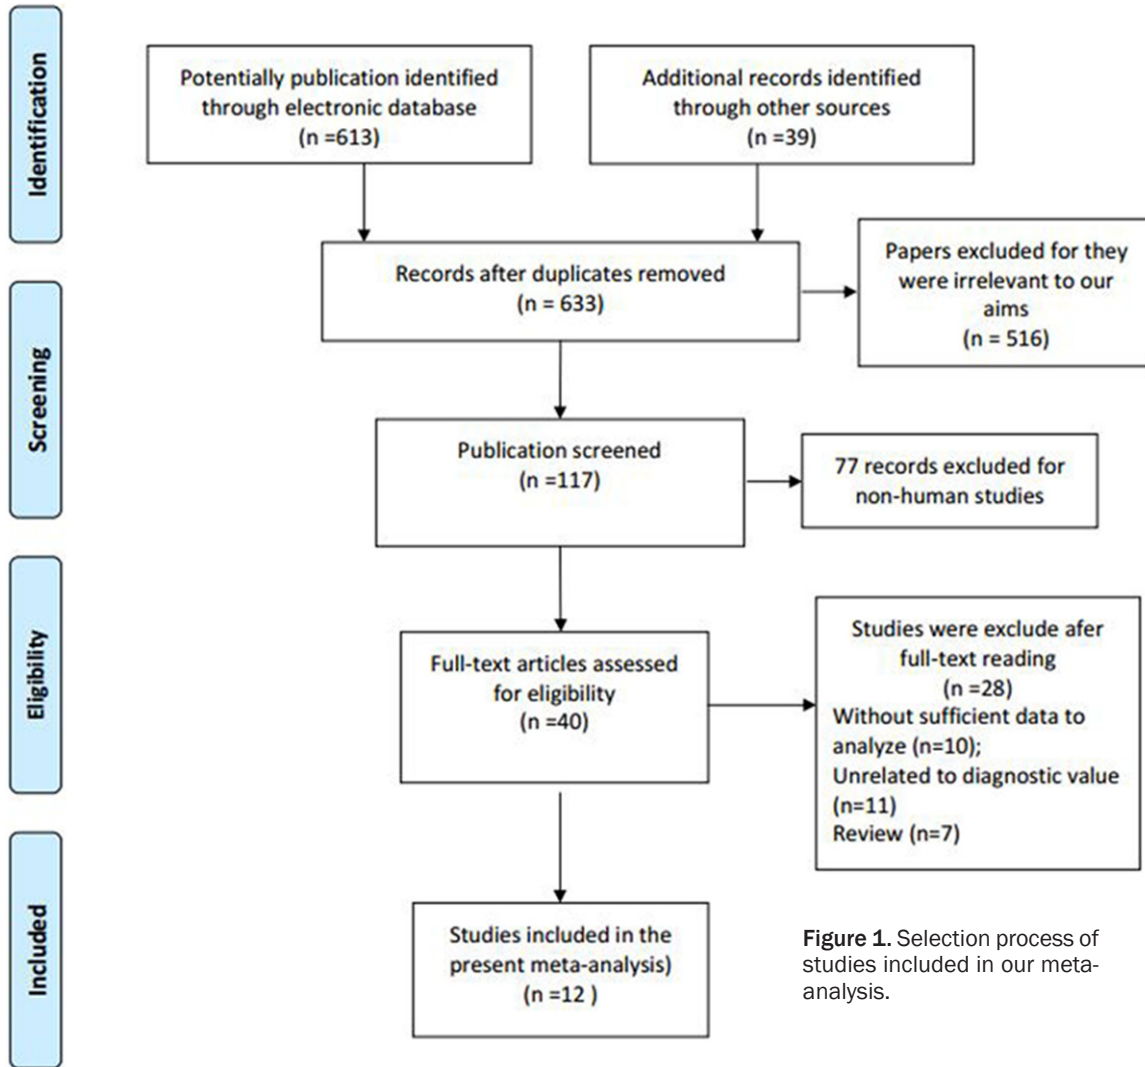 Identification
Potentially publication identified
through electronic database
(n =613)
Additional records identified
through other sources
(n =39)
Records after duplicates removed
(n = 633)
Papers excluded for they
were irrelevant to our
aims
(n = 516)
Screening
Publication screened
(n =117)
77 records excluded for
non-human studies
Eligibility
Full-text articles assessed
for eligibility
(n =40)
Studies were exclude afer
full-text reading
(n =28)
Without sufficient data to
analyze (n=10);
Unrelated to diagnostic value
(n=11)
Review (n=7)
Included
Studies included in the
present meta-analysis)
(n =12 )
Figure 1. Selection process of
studies included in our meta-
analysis.